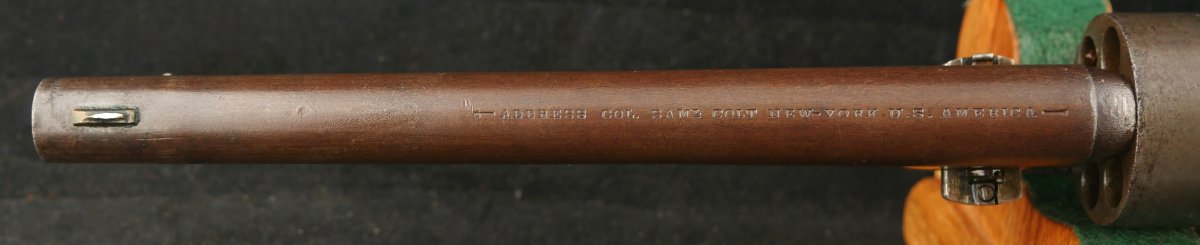 ADDRESS COL. SAML COLT NEW-YORK U.S. AMERICA